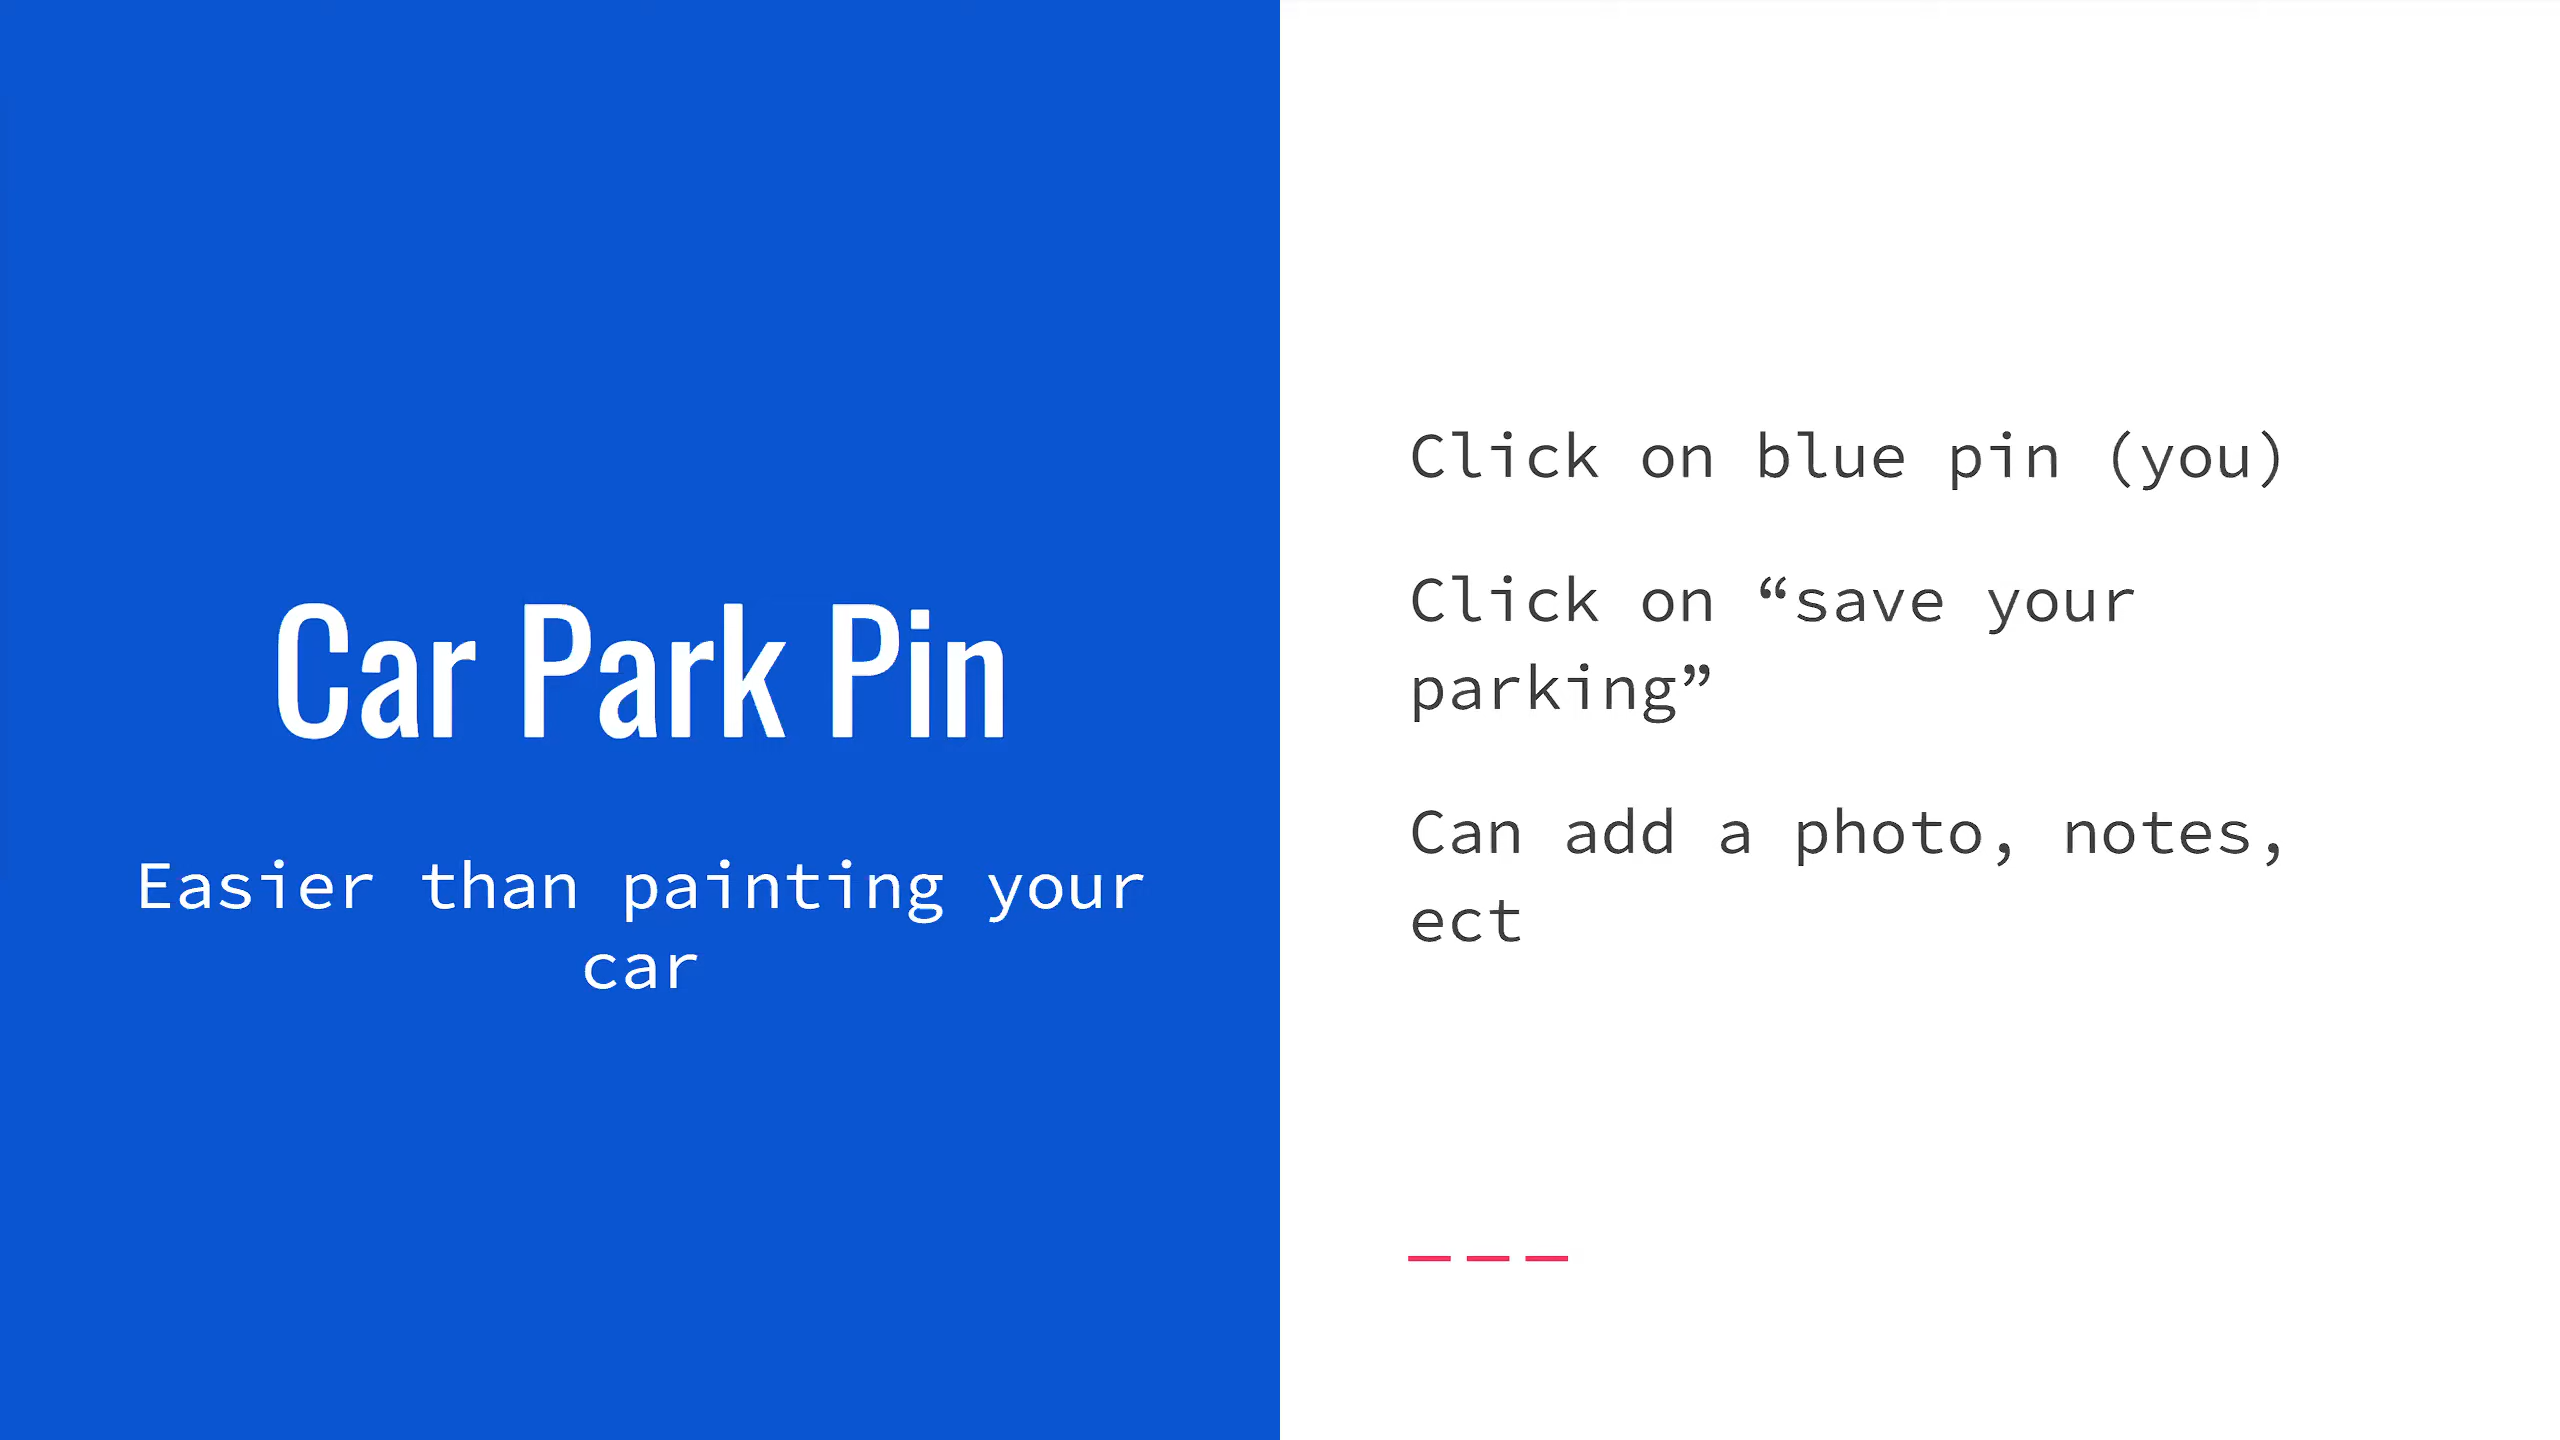 Car Park Pin
Easier than painting your
car
Click on blue pin (you)
Click on “save your
parking”
Can add a photo, notes,
ect